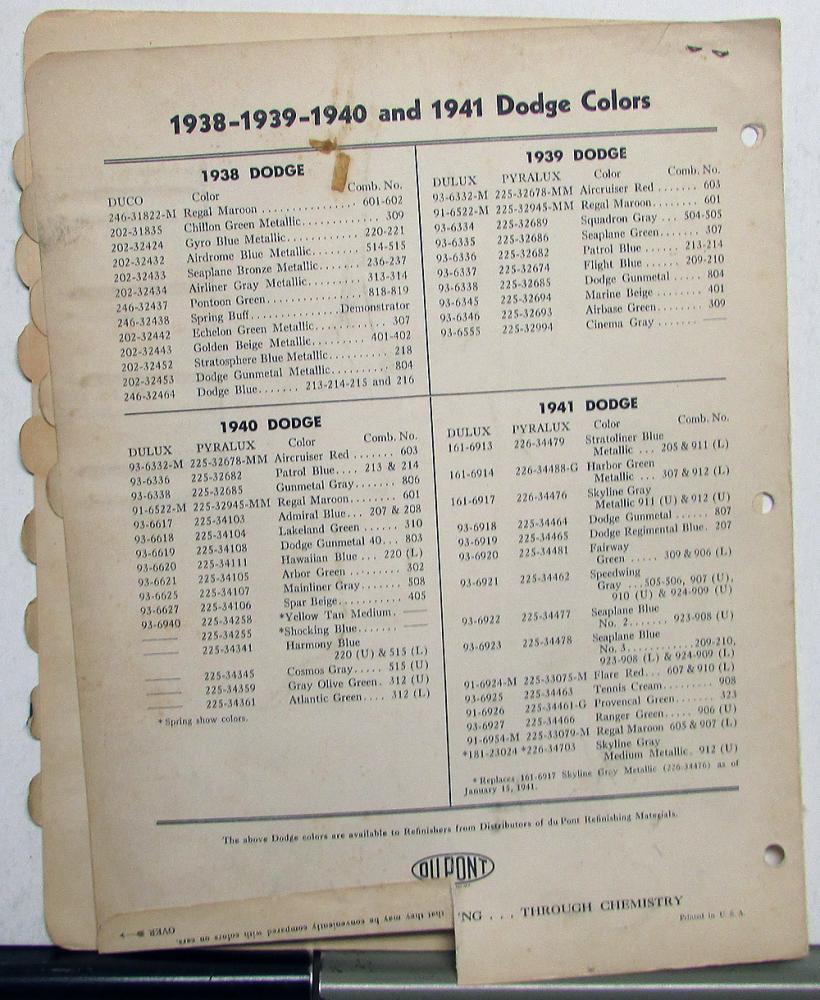 1938-1939-1940 and 1941 Dodge Colors
1938 DODGE
DUCO Color Comb. No.
246-31822-M Regal Maroon ............... 601-602
202-31835 Chillon Green Metallic............ 309
202-32424 Gyro Blue Metallic........... 220-221
202-32432 Airdrome Blue Metallic....... 514-515
202-32433 Seaplane Bronze Metallic...... 236-237
202-32434 Airliner Gray Metallic........ 313-314
246-32437 Pontoon Green............... 818-819
246-32438 Spring Buff...............Demonstrator
202-32442 Echelon Green Metallic........... 307
202-32443 Golden Beige Metallic........ 401-402
202-32452 Stratosphere Blue Metallic........ 218
202-32453 Dodge Gunmetal Metallic......... 804
246-32464 Dodge Blue....... 213-214-215 and 216
1939 DODGE
DULUX PYRALUX Color Comb. No.
93-6332-M 225-32678-MM Aircruiser Red ....... 603
91-6522-M 225-32945-MM Regal Maroon....... 601
93-6334 225-32689 Squadron Gray ... 504-505
93-6335 225-32686 Seaplane Green....... 307
93-6336 225-32682 Patrol Blue ...... 213-214
93-6337 225-32674 Flight Blue ...... 209-210
93-6338 225-32685 Dodge Gunmetal ..... 804
93-6345 225-32694 Marine Beige ........ 401
93-6346 225-32693 Airbase Green........ 309
93-6555 225-32994 Cinema Gray .......
1940 DODGE
DULUX PYRALUX Color Comb. No.
93-6332-M 225-32678-MM Aircruiser Red ....... 603
93-6336 225-32682 Patrol Blue.... 213 & 214
93-6338 225-32685 Gunmetal Gray....... 806
91-6522-M 225-32945-MM Regal Maroon........ 601
93-6617 225-34103 Admiral Blue... 207 & 208
93-6618 225-34104 Lakeland Green ...... 310
93-6619 225-34108 Dodge Gunmetal 40... 803
93-6620 225-34111 Hawaiian Blue ... 220 (L)
93-6621 225-34105 Arbor Green ......... 302
93-6625 225-34107 Mainliner Gray....... 508
93-6627 225-34106 Spar Beige.......... 405
93-6940 225-34258 *Yellow Tan Medium.
225-34255 *Shocking Blue......
225-34341 Harmony Blue
220 (U) & 515 (L)
225-34345 Cosmos Gray..... 515 (U)
225-34359 Gray Olive Green. 312 (U)
225-34361 Atlantic Green.... 312 (L)
* Spring show colors.
1941 DODGE
DULUX PYRALUX Color Comb. No.
161-6913 226-34479 Stratoliner Blue
Metallic ... 205 & 911 (L)
161-6914 226-34488-G Harbor Green
Metallic ... 307 & 912 (L)
161-6917 226-34476 Skyline Gray
Metallic 911 (U) & 912 (U)
93-6918 225-34464 Dodge Gunmetal ...... 807
93-6919 225-34465 Dodge Regimental Blue. 207
93-6920 225-34481 Fairway
Green ..... 309 & 906 (L)
93-6921 225-34462 Speedwing
Gray ...505-506, 907 (U),
910 (U) & 924-909 (U)
93-6922 225-34477 Seaplane Blue
No. 2....... 923-908 (U)
93-6923 225-34478 Seaplane Blue
No. 3............209-210,
923-908 (L) & 924-909 (L)
91-6924-M 225-33075-M Flare Red... 607 & 910 (L)
93-6925 225-34463 Tennis Cream......... 908
91-6926 225-34461-G Provencal Green...... 323
93-6927 225-34466 Ranger Green..... 906 (U)
91-6954-M 225-33079-M Regal Maroon 605 & 907 (L)
*181-23024 *226-34703 Skyline Gray
Medium Metallic. 912 (U)
* Replaces 161-6917 Skyline Grey Metallic (226-34476) as of
January 15, 1941.
The above Dodge colors are available to Refinishers from Distributors of du Pont Refinishing Materials.
DU PONT
'NG . . . THROUGH CHEMISTRY
Printed in U. S. A.
that they may be conveniently compared with colors on cars.
OVER